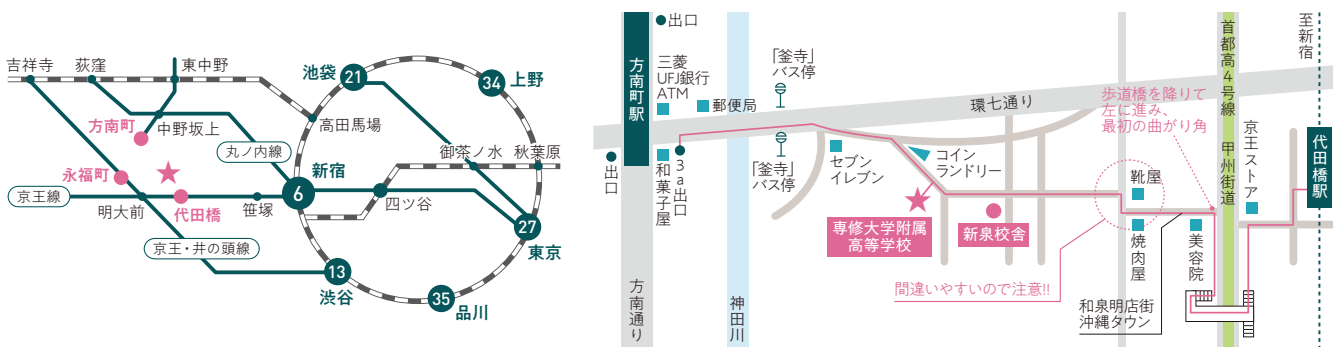 吉祥寺
荻窪
東中野
池袋
21
34
上野
方南町
中野坂上
高田馬場
丸ノ内線
永福町
新宿
御茶ノ水
秋葉原
京王線
6
明大前
代田橋
笹塚
四ツ谷
27
東京
京王・井の頭線
13
渋谷
35
品川
出口
方南町駅
三菱
UFJ銀行
ATM
郵便局
「釜寺」
バス停
環七通り
首都高4号線
甲州街道
至新宿
歩道橋を降りて
左に進み、
最初の曲がり角
京王ストア
代田橋駅
出口
和菓子屋
3a出口
「釜寺」
バス停
セブン
イレブン
コイン
ランドリー
靴屋
専修大学附属
高等学校
新泉校舎
焼肉屋
美容院
間違いやすいので注意!!
和泉明店街
沖縄タウン
方南通り
神田川